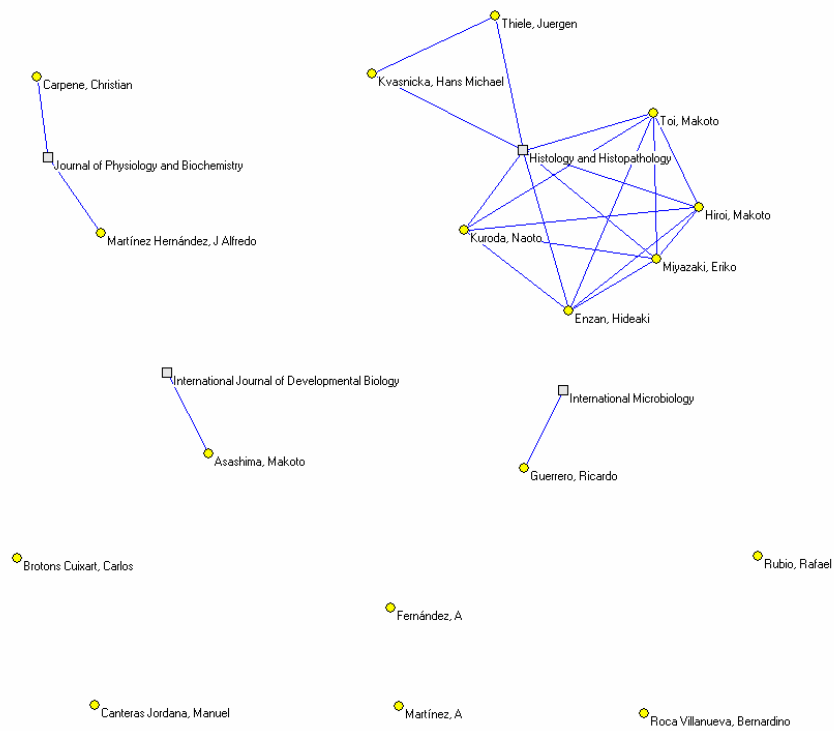 Thiele, Juergen
Carpene, Christian
Kvasnicka, Hans Michael
Toi, Makoto
Journal of Physiology and Biochemistry
Histology and Histopathology
Hiroi, Makoto
Martínez Hernández, J Alfredo
Kuroda, Naoto
Miyazaki, Eriko
Enzan, Hideaki
International Journal of Developmental Biology
International Microbiology
Asashima, Makoto
Guerrero, Ricardo
Brotons Cuixart, Carlos
Rubio, Rafael
Fernández, A
Canteras Jordana, Manuel
Martínez, A
Roca Villanueva, Bernardino